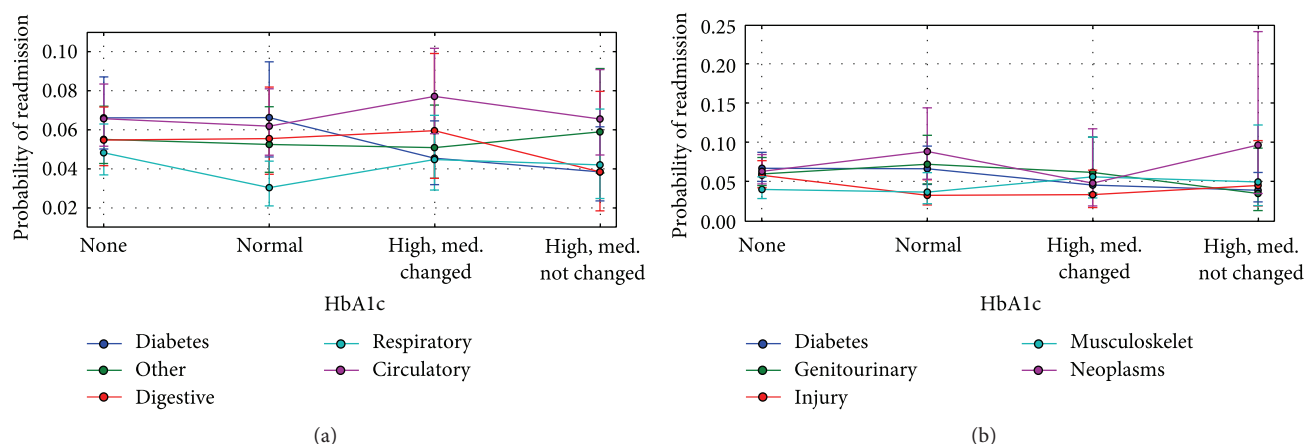 Probability of readmission
0.10
0.08
0.06
0.04
0.02
None
Normal
High, med.
changed
High, med.
not changed
HbA1c
Diabetes
Other
Digestive
Respiratory
Circulatory
(a)
Probability of readmission
0.25
0.20
0.15
0.10
0.05
0.00
None
Normal
High, med.
changed
High, med.
not changed
HbA1c
Diabetes
Genitourinary
Injury
Musculoskelet
Neoplasms
(b)